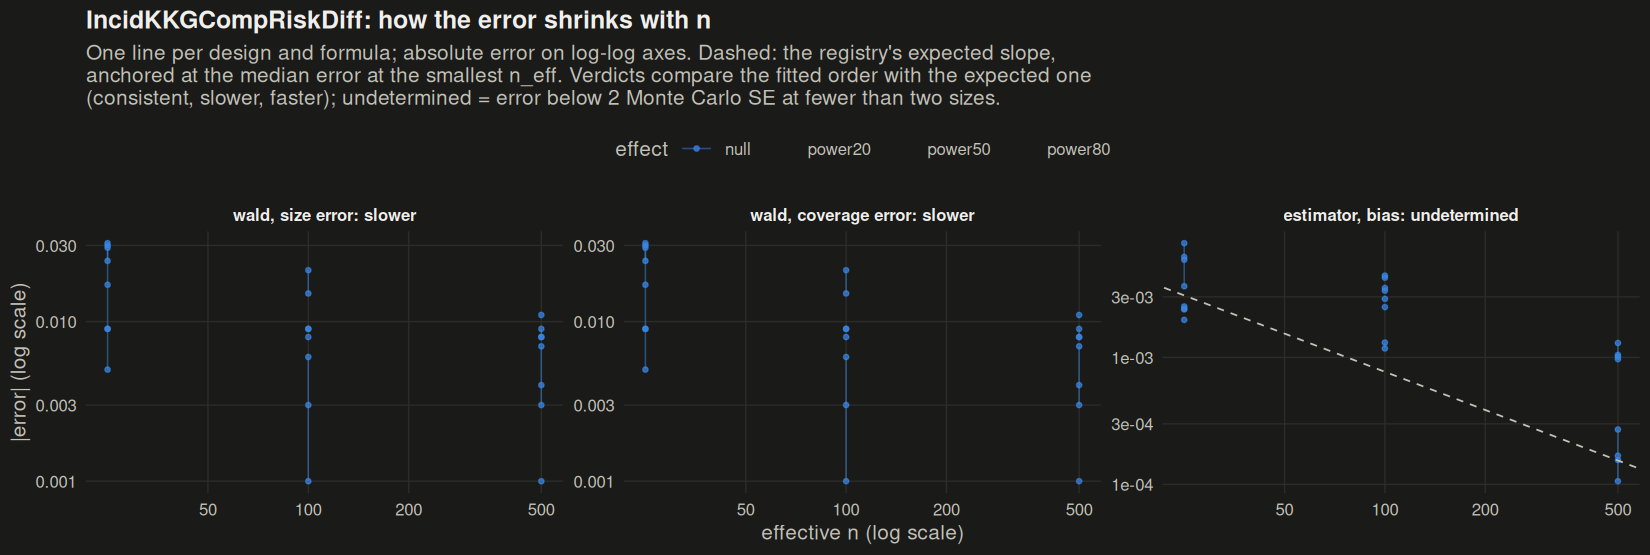 IncidKKGCompRiskDiff: how the error shrinks with n
One line per design and formula; absolute error on log-log axes. Dashed: the registry's expected slope,
anchored at the median error at the smallest n_eff. Verdicts compare the fitted order with the expected one
(consistent, slower, faster); undetermined = error below 2 Monte Carlo SE at fewer than two sizes.
effect null power20 power50 power80
wald, size error: slower
wald, coverage error: slower
estimator, bias: undetermined
|error| (log scale)
0.030
0.010
0.003
0.001
50 100 200 500
0.030
0.010
0.003
0.001
50 100 200 500
3e-03
1e-03
3e-04
1e-04
50 100 200 500
effective n (log scale)